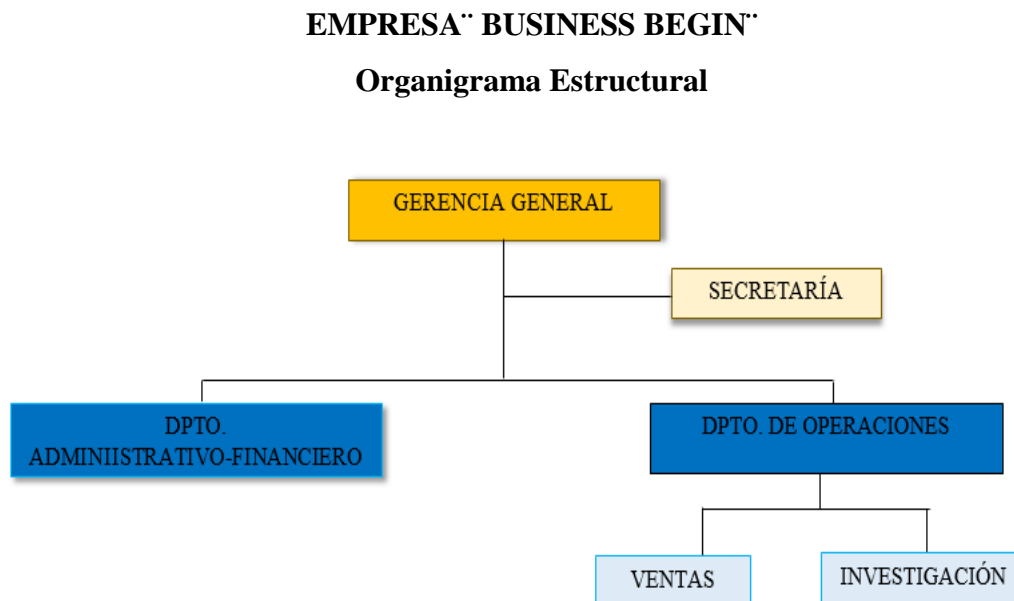 EMPRESA¨ BUSINESS BEGIN¨
Organigrama Estructural
GERENCIA GENERAL
SECRETARÍA
DPTO.
ADMINIISTRATIVO-FINANCIERO
DPTO. DE OPERACIONES
VENTAS
INVESTIGACIÓN